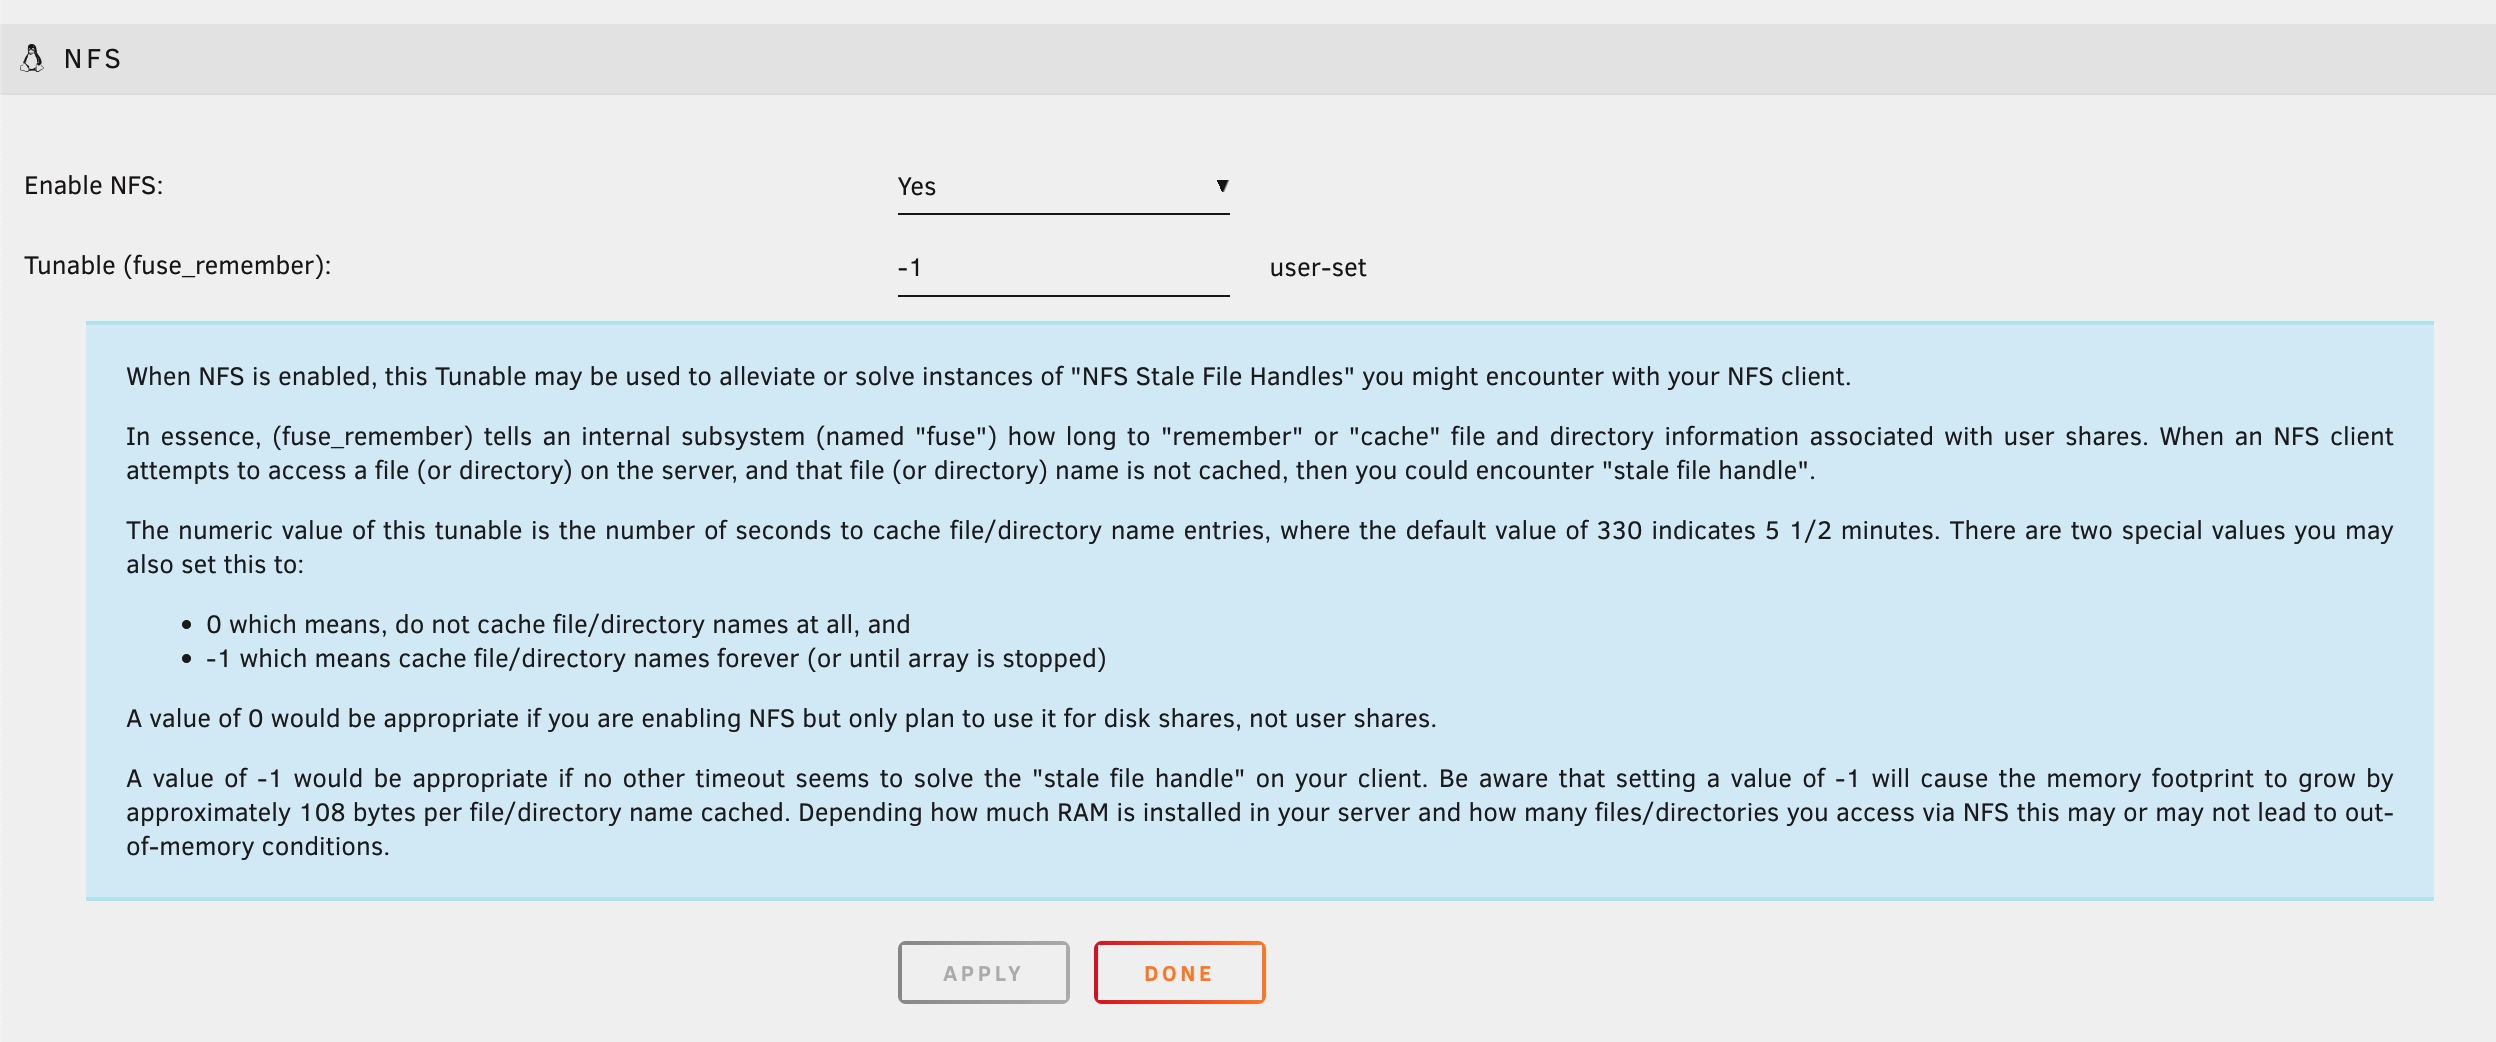 NFS
Enable NFS:
Yes
Tunable (fuse_remember):
-1
user-set
When NFS is enabled, this Tunable may be used to alleviate or solve instances of "NFS Stale File Handles" you might encounter with your NFS client.
In essence, (fuse_remember) tells an internal subsystem (named "fuse") how long to "remember" or "cache" file and directory information associated with user shares. When an NFS client
attempts to access a file (or directory) on the server, and that file (or directory) name is not cached, then you could encounter "stale file handle".
The numeric value of this tunable is the number of seconds to cache file/directory name entries, where the default value of 330 indicates 5 1/2 minutes. There are two special values you may
also set this to:
• 0 which means, do not cache file/directory names at all, and
• -1 which means cache file/directory names forever (or until array is stopped)
A value of 0 would be appropriate if you are enabling NFS but only plan to use it for disk shares, not user shares.
A value of -1 would be appropriate if no other timeout seems to solve the "stale file handle" on your client. Be aware that setting a value of -1 will cause the memory footprint to grow by
approximately 108 bytes per file/directory name cached. Depending how much RAM is installed in your server and how many files/directories you access via NFS this may or may not lead to out-
of-memory conditions.
APPLY
DONE